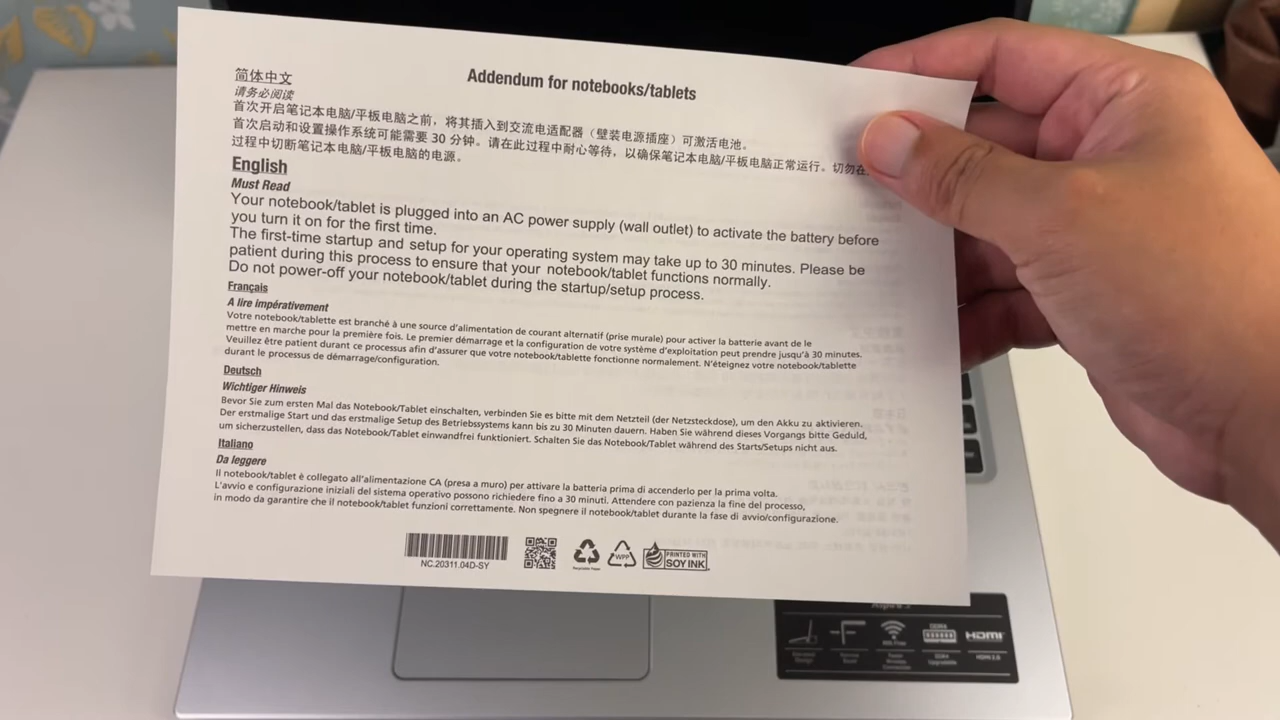 Addendum for notebooks/tablets
简体中文
请务必阅读
首次开启笔记本电脑/平板电脑之前，将其插入到交流电适配器（壁装电源插座）可激活电池。
首次启动和设置操作系统可能需要 30 分钟。请在此过程中耐心等待，以确保笔记本电脑/平板电脑正常运行。切勿在
过程中切断笔记本电脑/平板电脑的电源。
English
Must Read
Your notebook/tablet is plugged into an AC power supply (wall outlet) to activate the battery before
you turn it on for the first time.
The first-time startup and setup for your operating system may take up to 30 minutes. Please be
patient during this process to ensure that your notebook/tablet functions normally.
Do not power-off your notebook/tablet during the startup/setup process.
Français
A lire impérativement
Votre notebook/tablette est branché à une source d'alimentation de courant alternatif (prise murale) pour activer la batterie avant de le
mettre en marche pour la première fois. Le premier démarrage et la configuration de votre système d'exploitation peut prendre jusqu'à 30 minutes.
Veuillez être patient durant ce processus afin d'assurer que votre notebook/tablette fonctionne normalement. N'éteignez votre notebook/tablette
durant le processus de démarrage/configuration.
Deutsch
Wichtiger Hinweis
Bevor Sie zum ersten Mal das Notebook/Tablet einschalten, verbinden Sie es bitte mit dem Netzteil (der Netzsteckdose), um den Akku zu aktivieren.
Der erstmalige Start und das erstmalige Setup des Betriebssystems kann bis zu 30 Minuten dauern. Haben Sie während dieses Vorgangs bitte Geduld,
um sicherzustellen, dass das Notebook/Tablet einwandfrei funktioniert. Schalten Sie das Notebook/Tablet während des Starts/Setups nicht aus.
Italiano
Da leggere
Il notebook/tablet è collegato all'alimentazione CA (presa a muro) per attivare la batteria prima di accenderlo per la prima volta.
L'avvio e configurazione iniziali del sistema operativo possono richiedere fino a 30 minuti. Attendere con pazienza la fine del processo,
in modo da garantire che il notebook/tablet funzioni correttamente. Non spegnere il notebook/tablet durante la fase di avvio/configurazione.
NC.20311.04D-SY
Recyclable Paper
WPP
PRINTED WITH
SOY INK
HDMI
HDMI 2.0